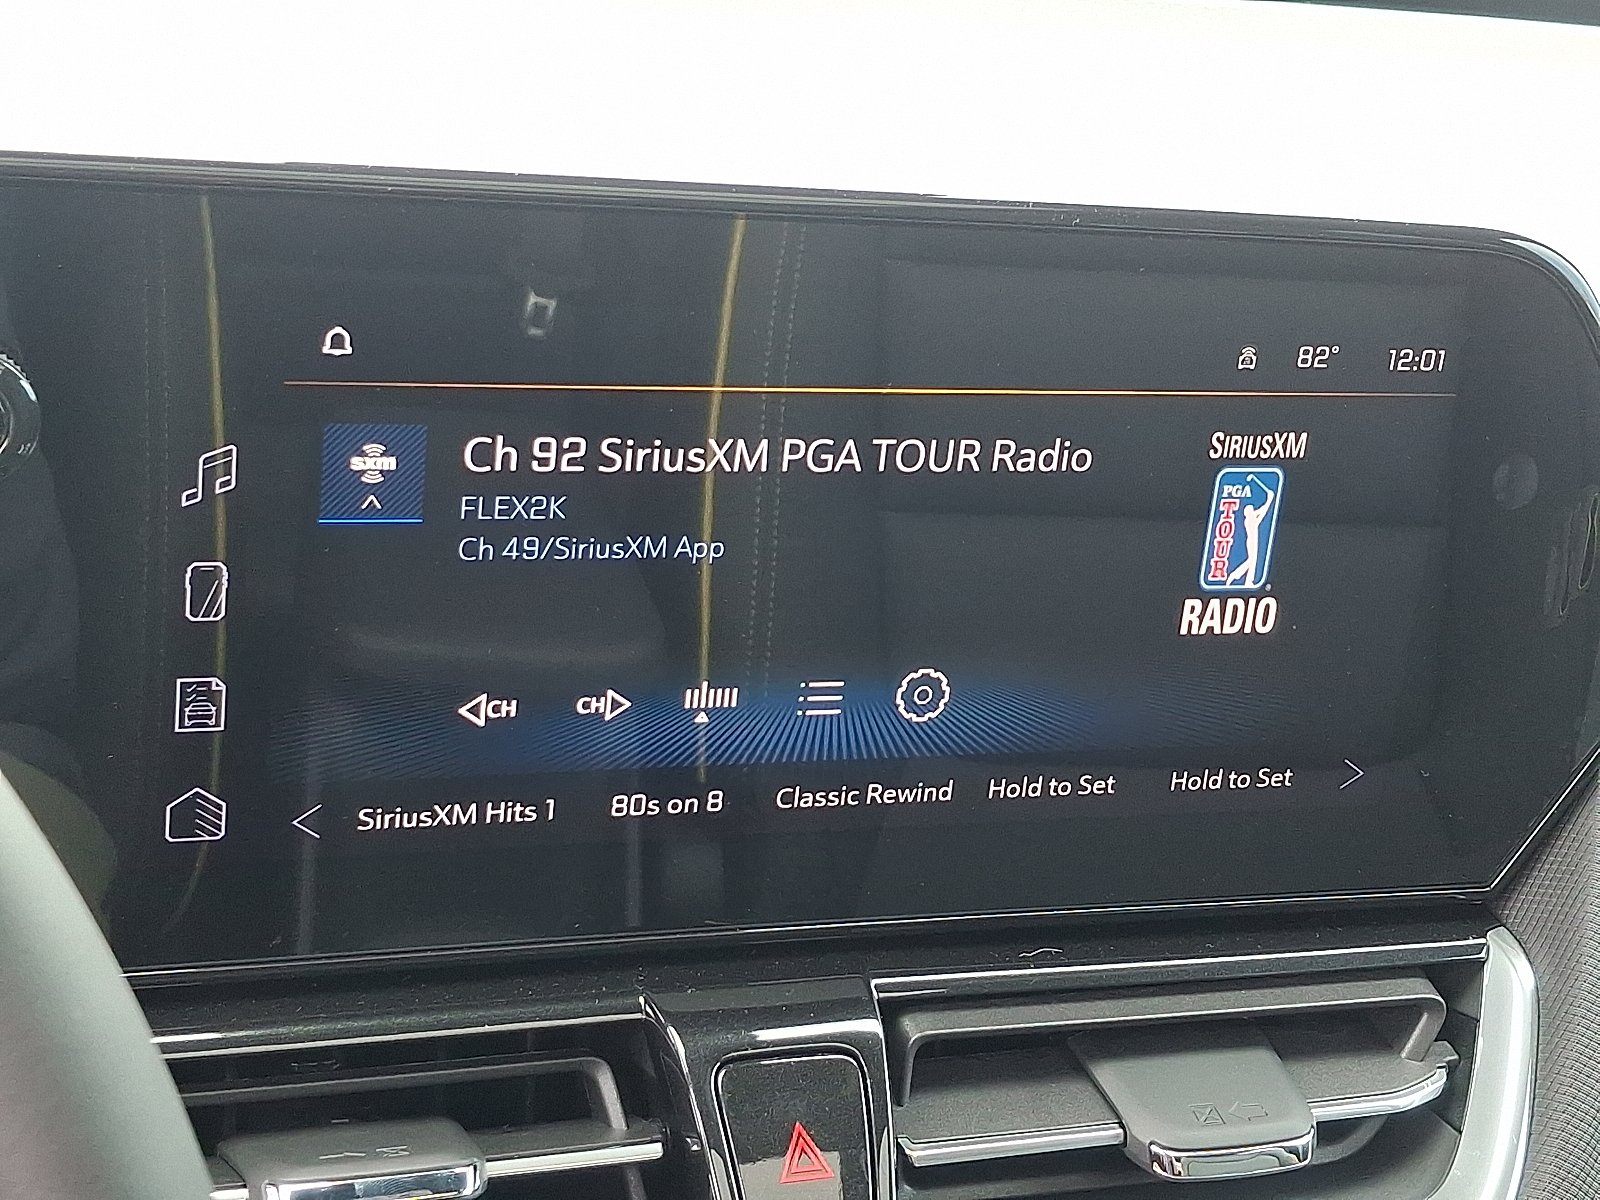 82° 12:01
sxm
Ch 92 SiriusXM PGA TOUR Radio
FLEX2K
Ch 49/SiriusXM App
SIRIUSXM
PGA
TOUR
RADIO
CH CH
SiriusXM Hits 1 80s on 8 Classic Rewind Hold to Set Hold to Set